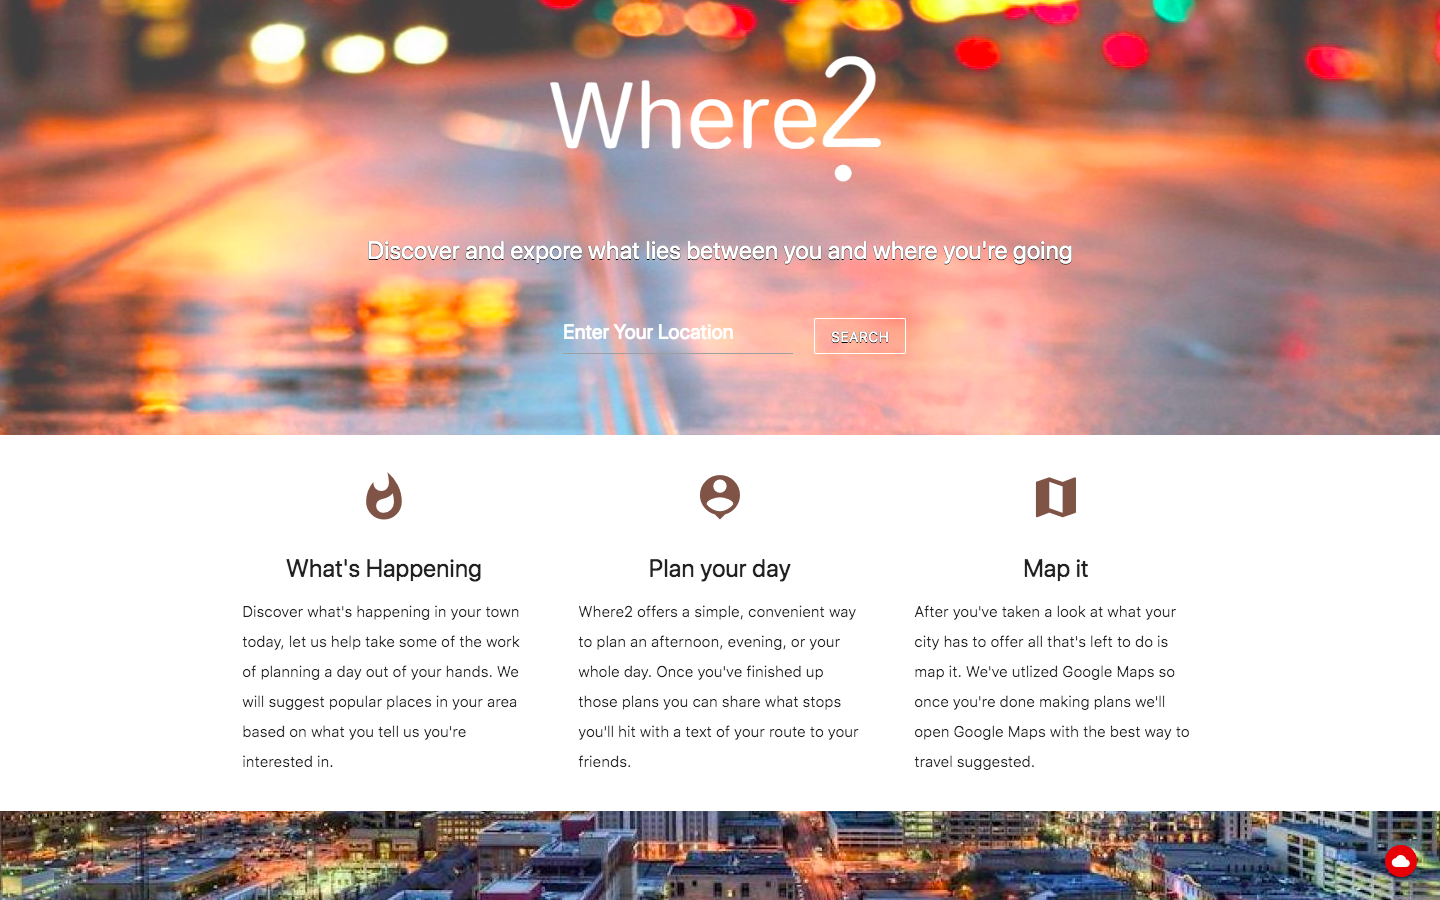 Where2
Discover and expore what lies between you and where you're going
Enter Your Location
SEARCH
What's Happening
Discover what's happening in your town
today, let us help take some of the work
of planning a day out of your hands. We
will suggest popular places in your area
based on what you tell us you're
interested in.
Plan your day
Where2 offers a simple, convenient way
to plan an afternoon, evening, or your
whole day. Once you've finished up
those plans you can share what stops
you'll hit with a text of your route to your
friends.
Map it
After you've taken a look at what your
city has to offer all that's left to do is
map it. We've utlized Google Maps so
once you're done making plans we'll
open Google Maps with the best way to
travel suggested.